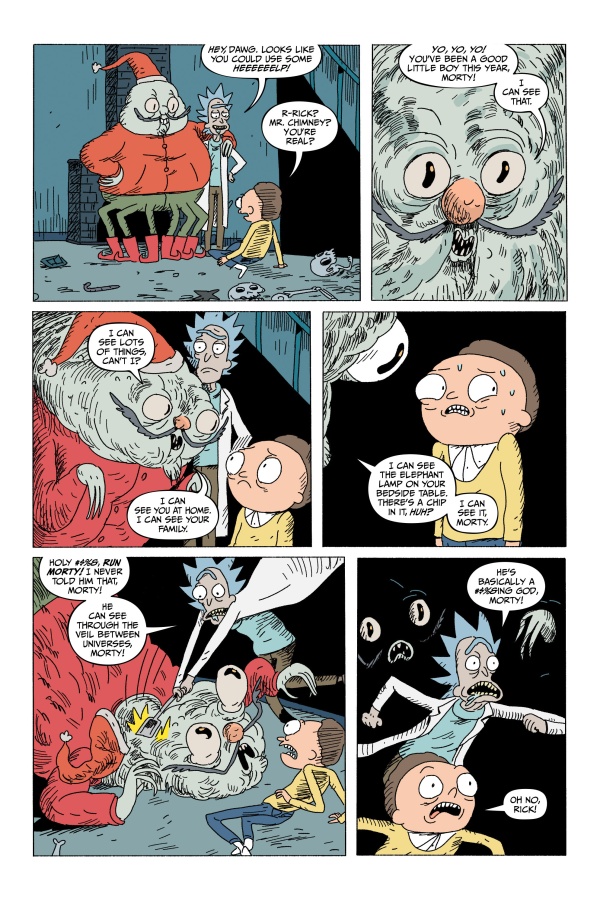 HEY, DAWG. LOOKS LIKE
YOU COULD USE SOME
HEEEEEELP!
R-RICK?
MR. CHIMNEY?
YOU'RE
REAL?
YO, YO, YO!
YOU'VE BEEN A GOOD
LITTLE BOY THIS YEAR,
MORTY!
I
CAN SEE
THAT.
I CAN
SEE LOTS
OF THINGS,
CAN'T I?
I CAN
SEE YOU AT HOME.
I CAN SEE YOUR
FAMILY.
I CAN SEE
THE ELEPHANT
LAMP ON YOUR
BEDSIDE TABLE.
THERE'S A CHIP
IN IT, HUH?
I CAN
SEE IT,
MORTY.
HOLY #$%&, RUN
MORTY! I NEVER
TOLD HIM THAT,
MORTY!
HE
CAN SEE
THROUGH THE
VEIL BETWEEN
UNIVERSES,
MORTY!
HE'S
BASICALLY A
#$%&ING GOD,
MORTY!
OH NO,
RICK!